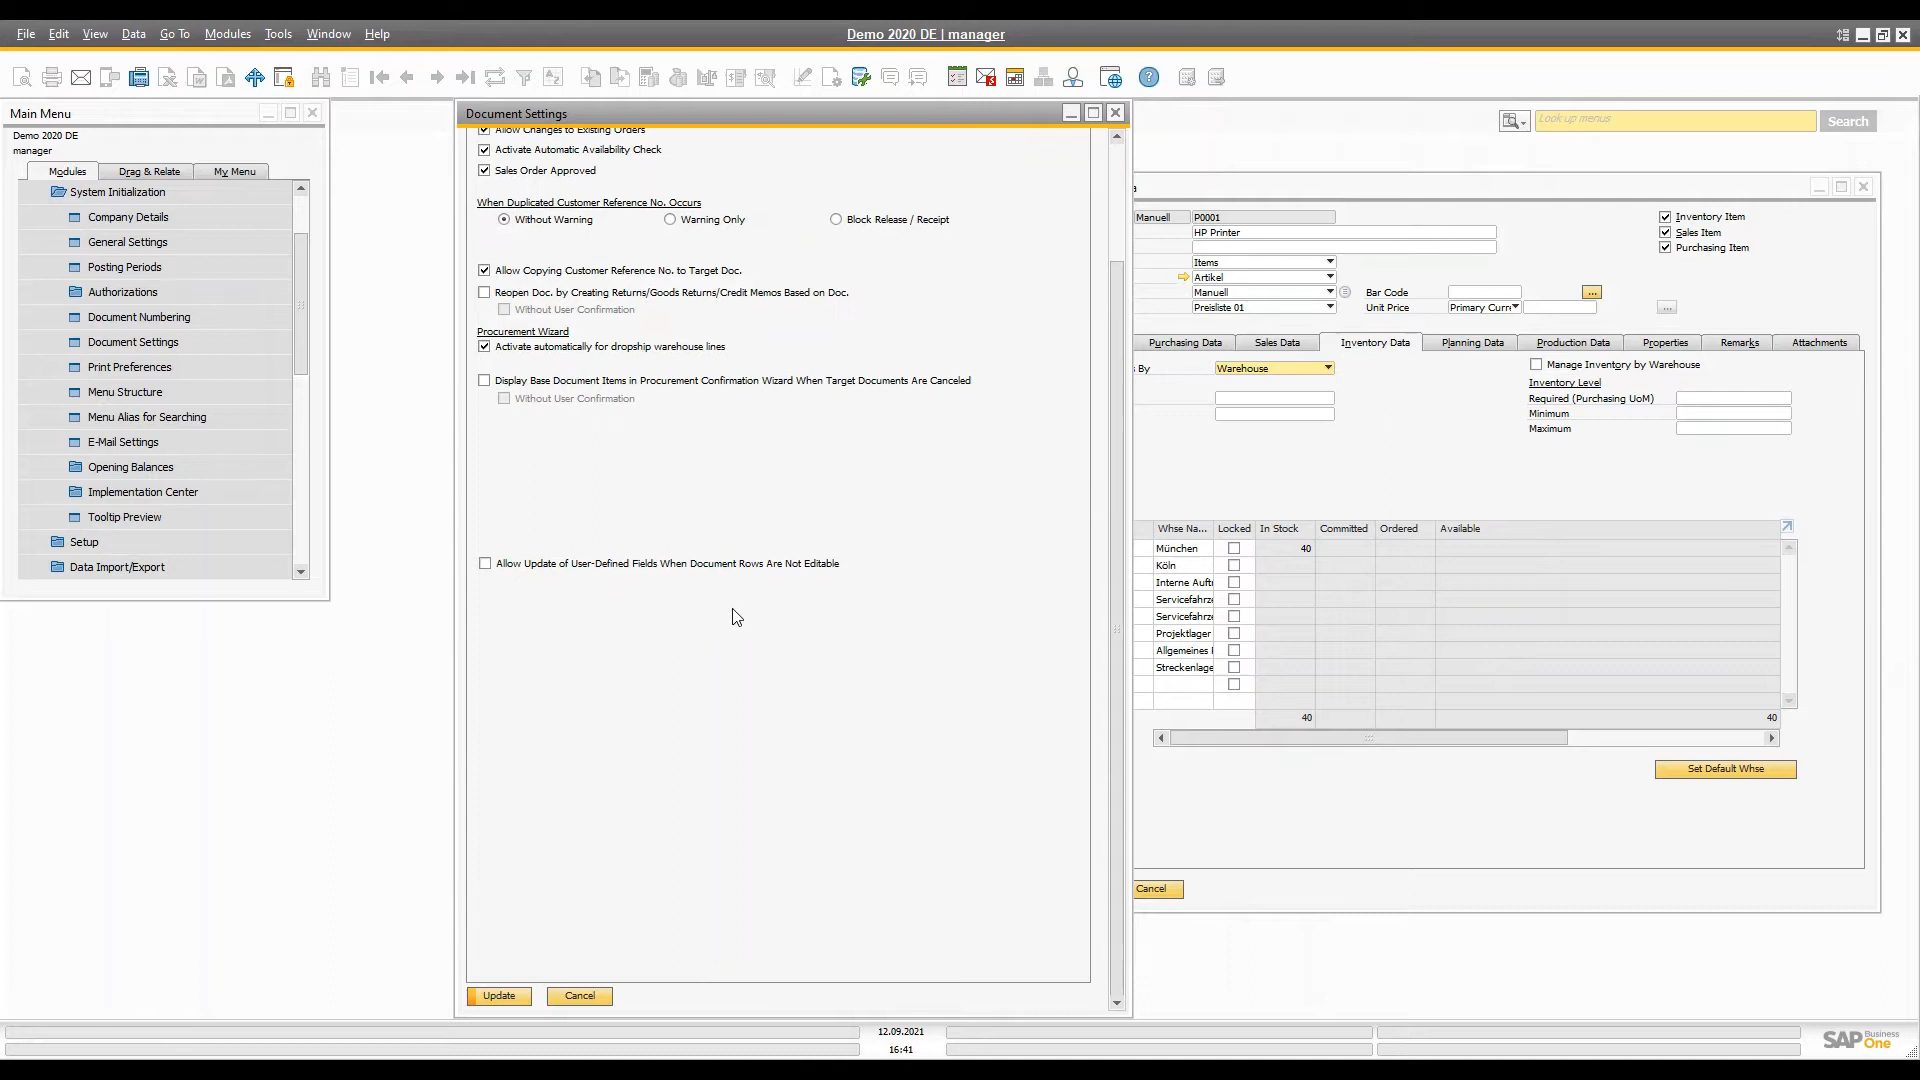 File Edit View Data Go To Modules Tools Window Help
Demo 2020 DE | manager
Main Menu
Demo 2020 DE
manager
Modules Drag & Relate My Menu
System Initialization
Company Details
General Settings
Posting Periods
Authorizations
Document Numbering
Document Settings
Print Preferences
Menu Structure
Menu Alias for Searching
E-Mail Settings
Opening Balances
Implementation Center
Tooltip Preview
Setup
Data Import/Export
Document Settings
Allow Changes to Existing Orders
Activate Automatic Availability Check
Sales Order Approved
When Duplicated Customer Reference No. Occurs
Without Warning Warning Only Block Release / Receipt
Allow Copying Customer Reference No. to Target Doc.
Reopen Doc. by Creating Returns/Goods Returns/Credit Memos Based on Doc.
Without User Confirmation
Procurement Wizard
Activate automatically for dropship warehouse lines
Display Base Document Items in Procurement Confirmation Wizard When Target Documents Are Canceled
Without User Confirmation
Allow Update of User-Defined Fields When Document Rows Are Not Editable
Update Cancel
Look up menus Search
a
Manuell P0001 Inventory Item
HP Printer Sales Item
Purchasing Item
Items
Artikel
Manuell Bar Code ...
Preisliste 01 Unit Price Primary Curre ...
Purchasing Data Sales Data Inventory Data Planning Data Production Data Properties Remarks Attachments
s By Warehouse Manage Inventory by Warehouse
Inventory Level
Required (Purchasing UoM)
Minimum
Maximum
Whse Na... Locked In Stock Committed Ordered Available
München 40
Köln
Interne Auftr
Servicefahrze
Servicefahrze
Projektlager
Allgemeines
Streckenlage
40 40
Set Default Whse
Cancel
12.09.2021
16:41
SAP Business One